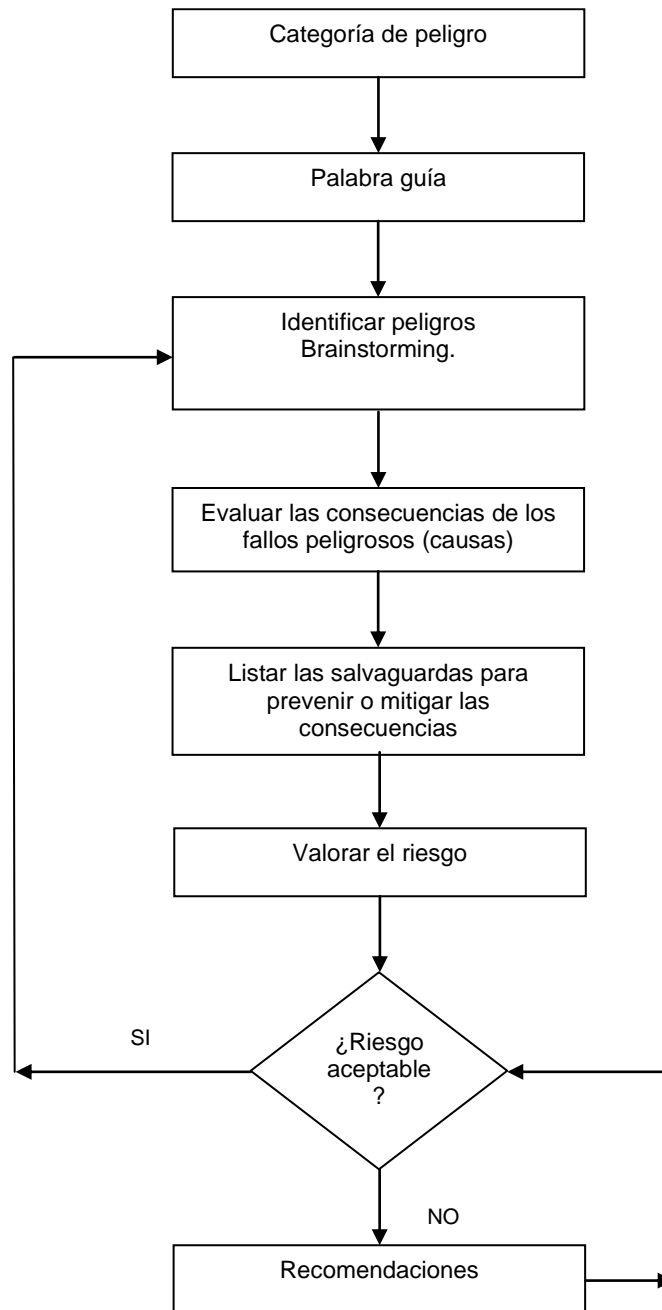 Categoría de peligro
Palabra guía
Identificar peligros
Brainstorming.
Evaluar las consecuencias de los
fallos peligrosos (causas)
Listar las salvaguardas para
prevenir o mitigar las
consecuencias
Valorar el riesgo
SI
¿Riesgo
aceptable
?
NO
Recomendaciones